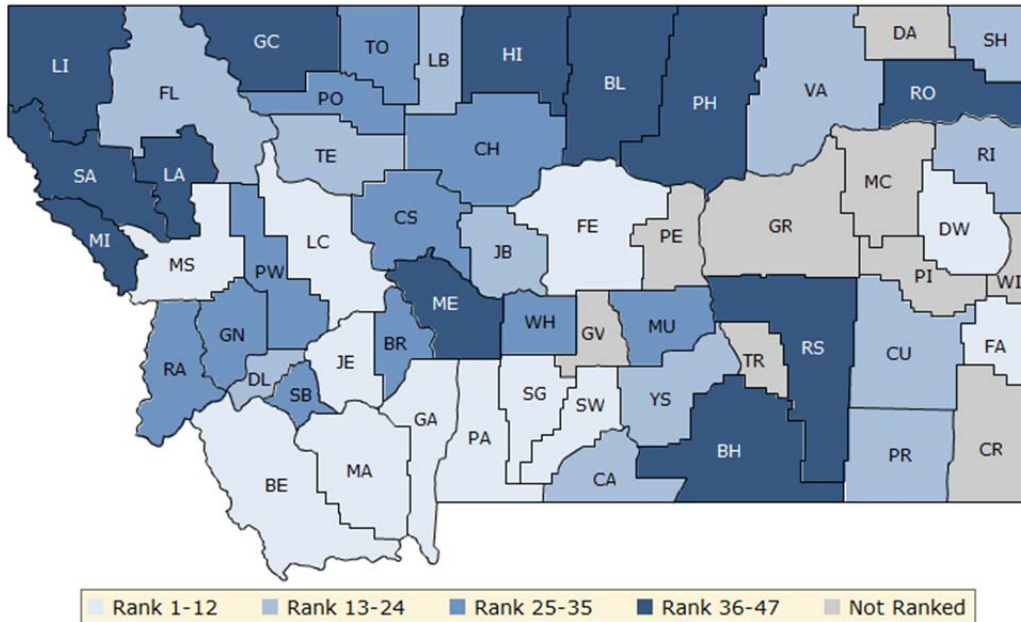 GC
TO
LB
HI
BL
PH
VA
DA
SH
LI
FL
PO
RO
SA
LA
TE
CH
MC
RI
MI
MS
PW
LC
CS
JB
FE
PE
GR
DW
PI
WI
RA
GN
DL
SB
JE
BR
ME
WH
GV
MU
TR
RS
CU
FA
BE
MA
GA
PA
SG
SW
YS
CA
BH
PR
CR
Rank 1-12 Rank 13-24 Rank 25-35 Rank 36-47 Not Ranked